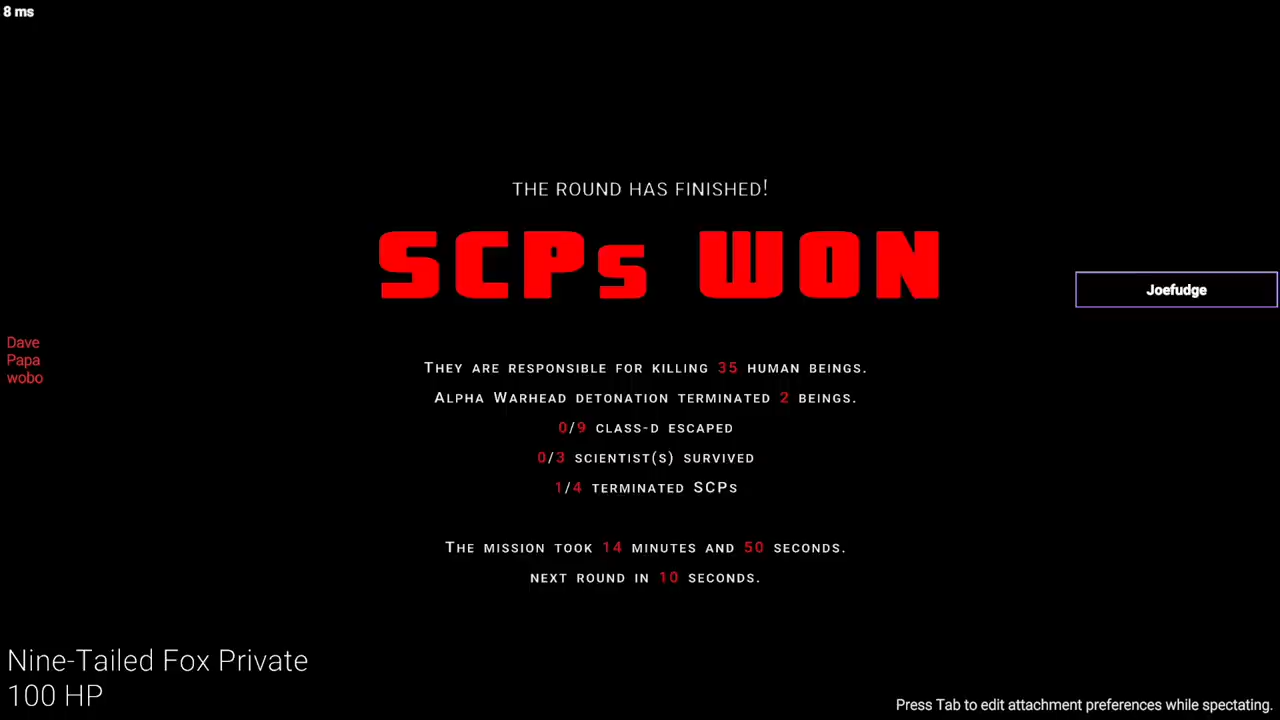 8 ms
THE ROUND HAS FINISHED!
SCPs WON
Joefudge
Dave
Papa
wobo
They are responsible for killing 35 human beings.
Alpha Warhead detonation terminated 2 beings.
0/9 class-d escaped
0/3 scientist(s) survived
1/4 terminated SCPs
The mission took 14 minutes and 50 seconds.
next round in 10 seconds.
Nine-Tailed Fox Private
100 HP
Press Tab to edit attachment preferences while spectating.